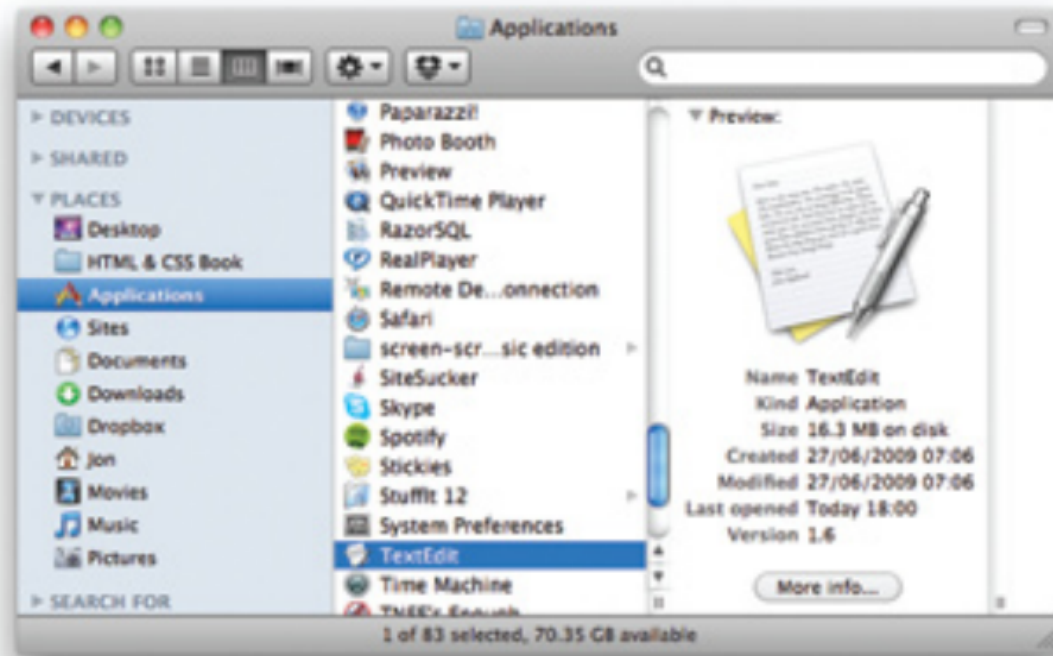 Applications
DEVICES
SHARED
PLACES
Desktop
HTML & CSS Book
Applications
Sites
Documents
Downloads
Dropbox
Jon
Movies
Music
Pictures
SEARCH FOR
Paparazzi!
Photo Booth
Preview
QuickTime Player
RazorSQL
RealPlayer
Remote De...onnection
Safari
screen-scr...sic edition
SiteSucker
Skype
Spotify
Stickies
StuffIt 12
System Preferences
TextEdit
Time Machine
TNEF's Enough
Preview:
Name TextEdit
Kind Application
Size 16.3 MB on disk
Created 27/06/2009 07:06
Modified 27/06/2009 07:06
Last opened Today 18:00
Version 1.6
More info...
1 of 83 selected, 70.35 GB available